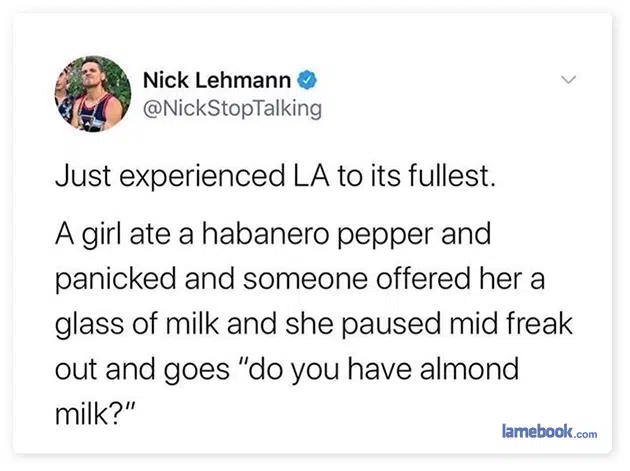 Nick Lehmann
@NickStopTalking
Just experienced LA to its fullest.
A girl ate a habanero pepper and
panicked and someone offered her a
glass of milk and she paused mid freak
out and goes "do you have almond
milk?"
lamebook.com